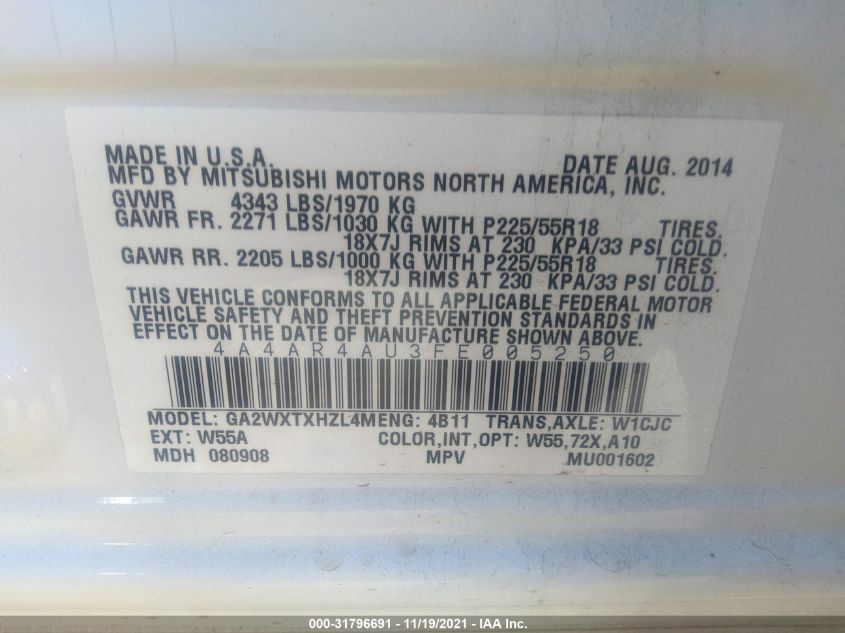 MADE IN U.S.A. DATE AUG. 2014
MFD BY MITSUBISHI MOTORS NORTH AMERICA, INC.
GVWR 4343 LBS/1970 KG
GAWR FR. 2271 LBS/1030 KG WITH P225/55R18 TIRES.
18X7J RIMS AT 230 KPA/33 PSI COLD.
GAWR RR. 2205 LBS/1000 KG WITH P225/55R18 TIRES.
18X7J RIMS AT 230 KPA/33 PSI COLD.
THIS VEHICLE CONFORMS TO ALL APPLICABLE FEDERAL MOTOR
VEHICLE SAFETY AND THEFT PREVENTION STANDARDS IN
EFFECT ON THE DATE OF MANUFACTURE SHOWN ABOVE.
4A4AR4AU3FE005250
MODEL: GA2WXTXHZL4MENG: 4B11 TRANS,AXLE: W1CJC
EXT: W55A COLOR,INT,OPT: W55,72X,A10
MDH 080908 MPV MU001602
000-31796691 - 11/19/2021 - IAA Inc.